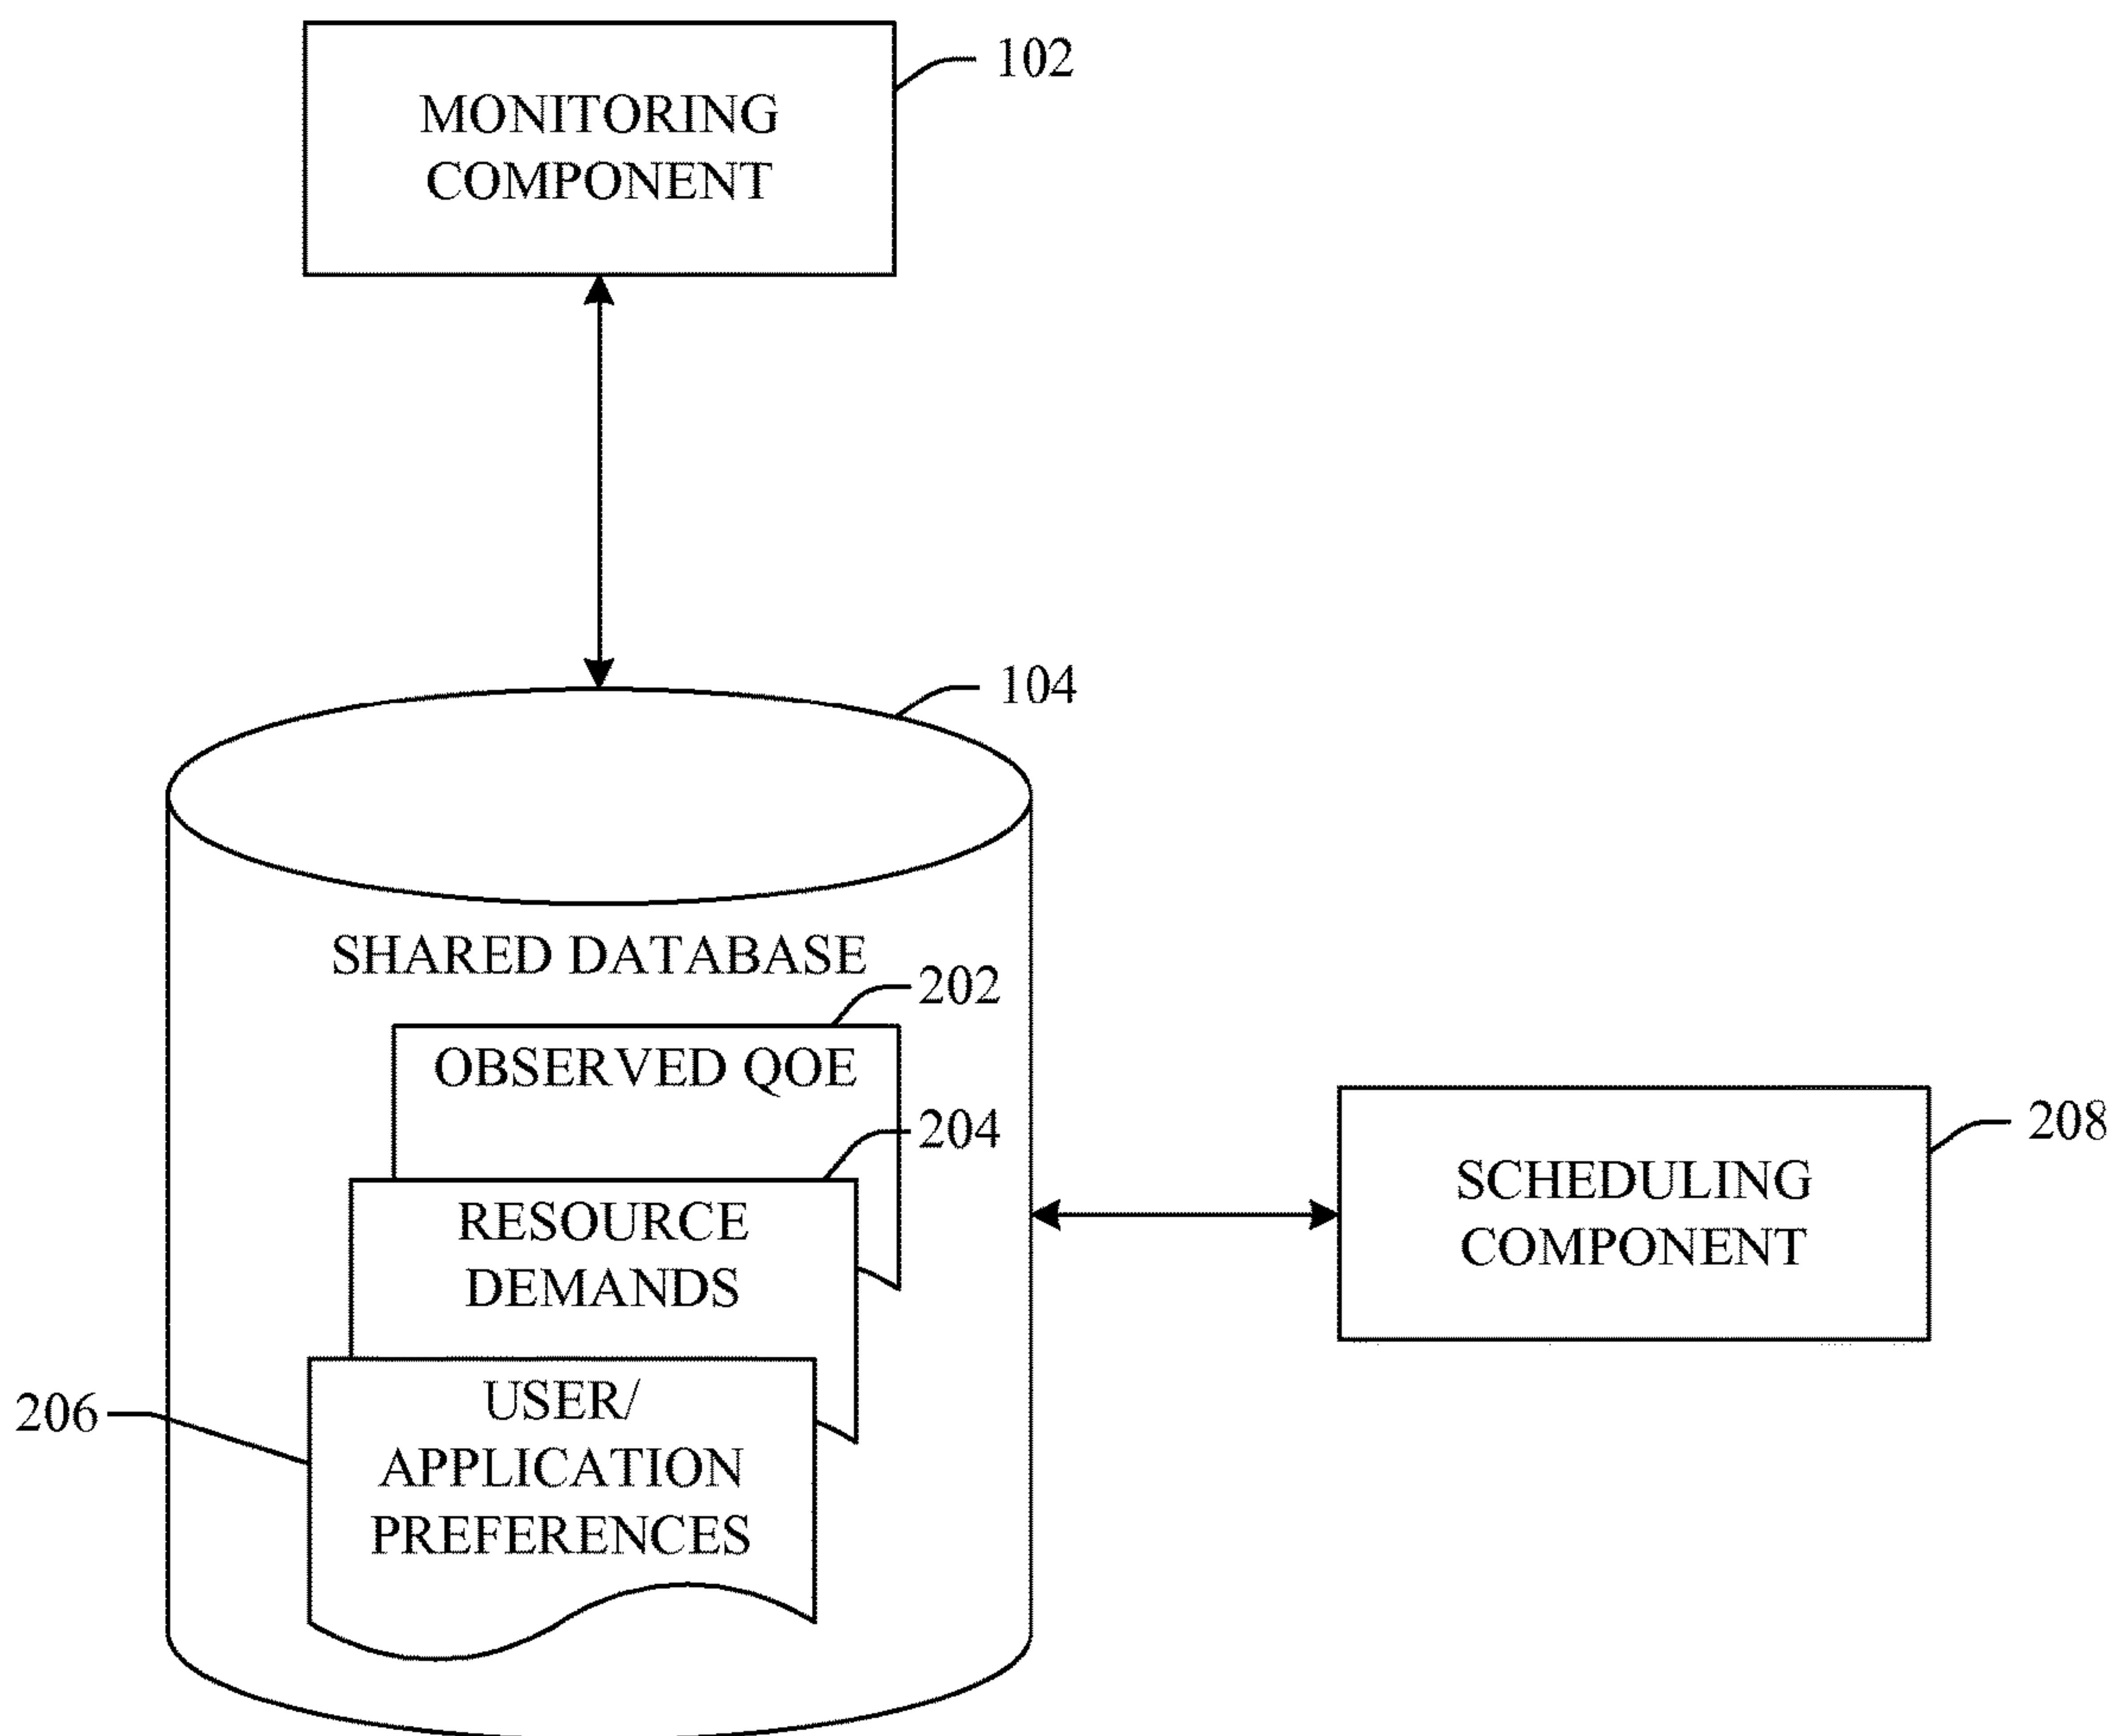 102
MONITORING
COMPONENT
104
SHARED DATABASE
202
OBSERVED QOE
204
RESOURCE
DEMANDS
208
SCHEDULING
COMPONENT
206
USER/
APPLICATION
PREFERENCES